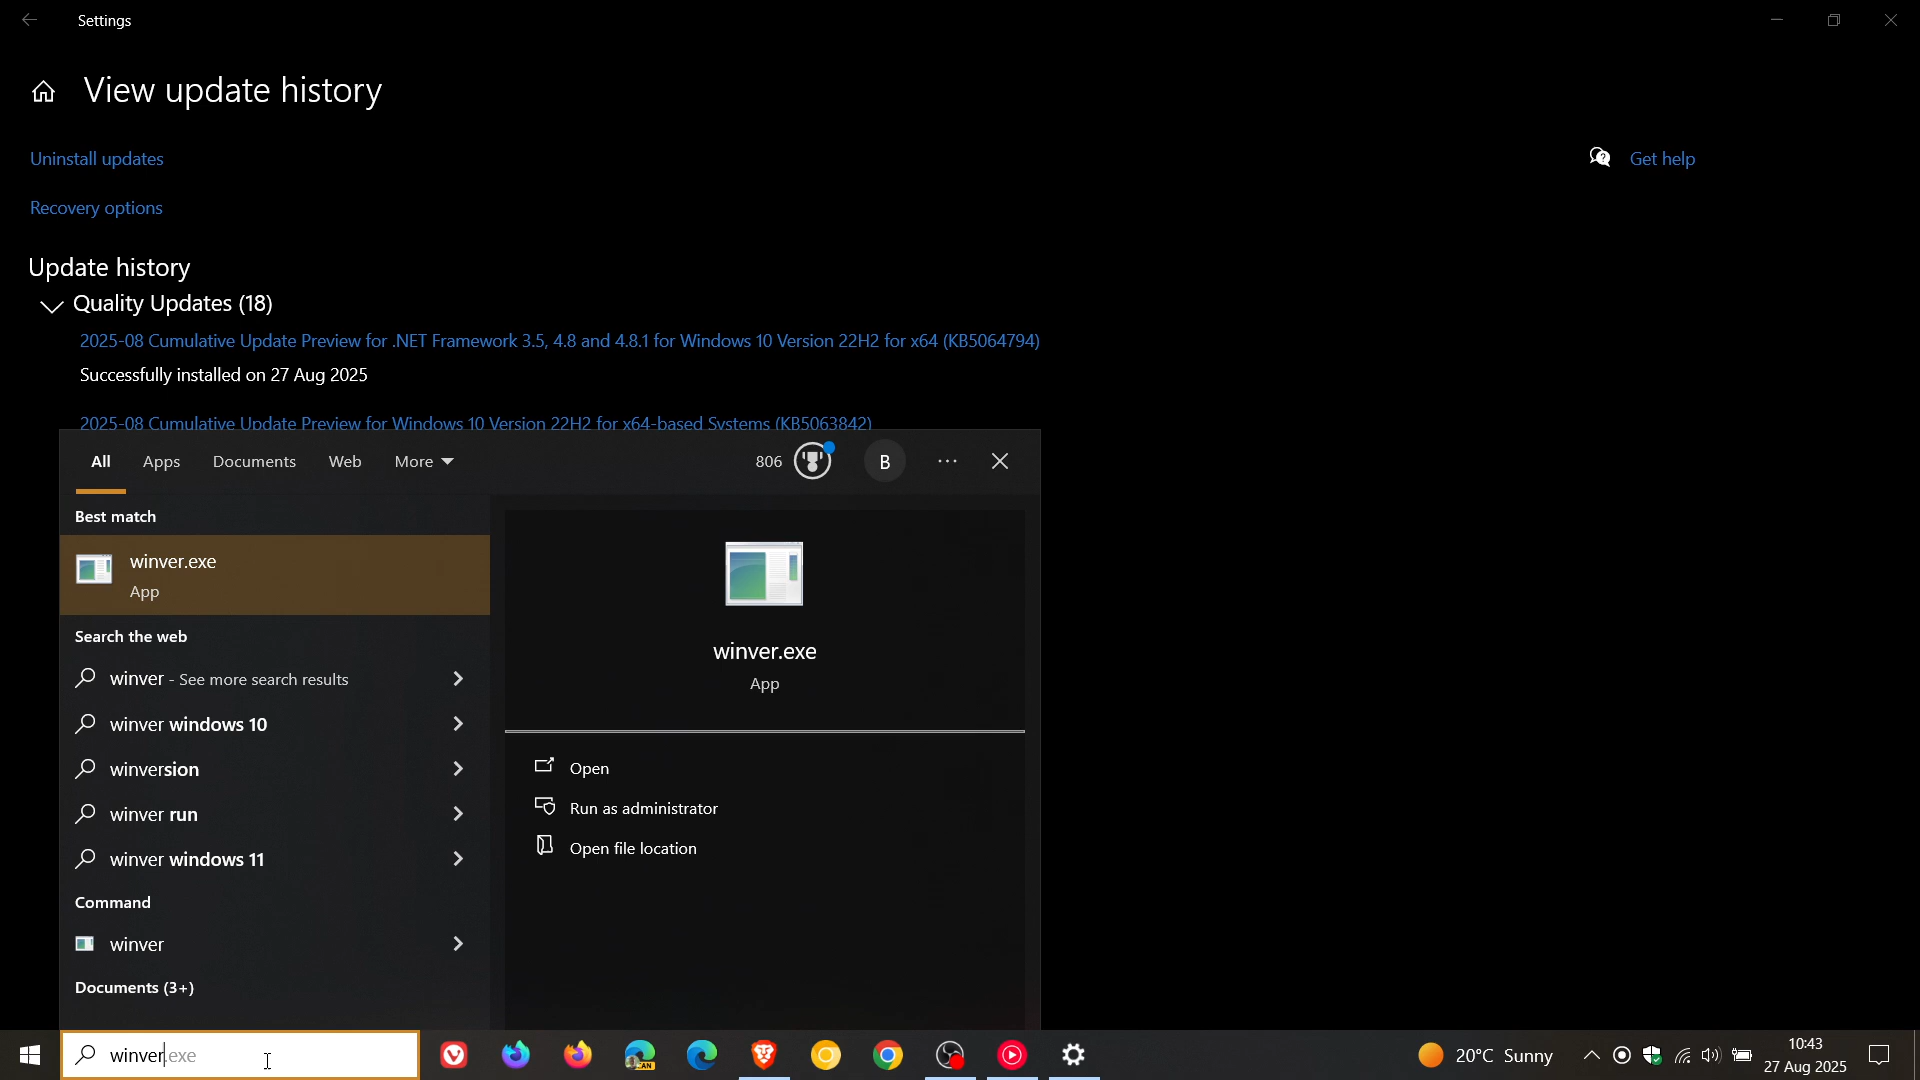 Settings
View update history
Uninstall updates
Get help
Recovery options
Update history
Quality Updates (18)
2025-08 Cumulative Update Preview for .NET Framework 3.5, 4.8 and 4.8.1 for Windows 10 Version 22H2 for x64 (KB5064794)
Successfully installed on 27 Aug 2025
2025-08 Cumulative Update Preview for Windows 10 Version 22H2 for x64-based Systems (KB5063842)
All Apps Documents Web More 806 B
Best match
winver.exe
App
Search the web
winver - See more search results
winver windows 10
winversion
winver run
winver windows 11
Command
winver
Documents (3+)
winver.exe
App
Open
Run as administrator
Open file location
winver.exe
CAN
20°C Sunny
10:43
27 Aug 2025